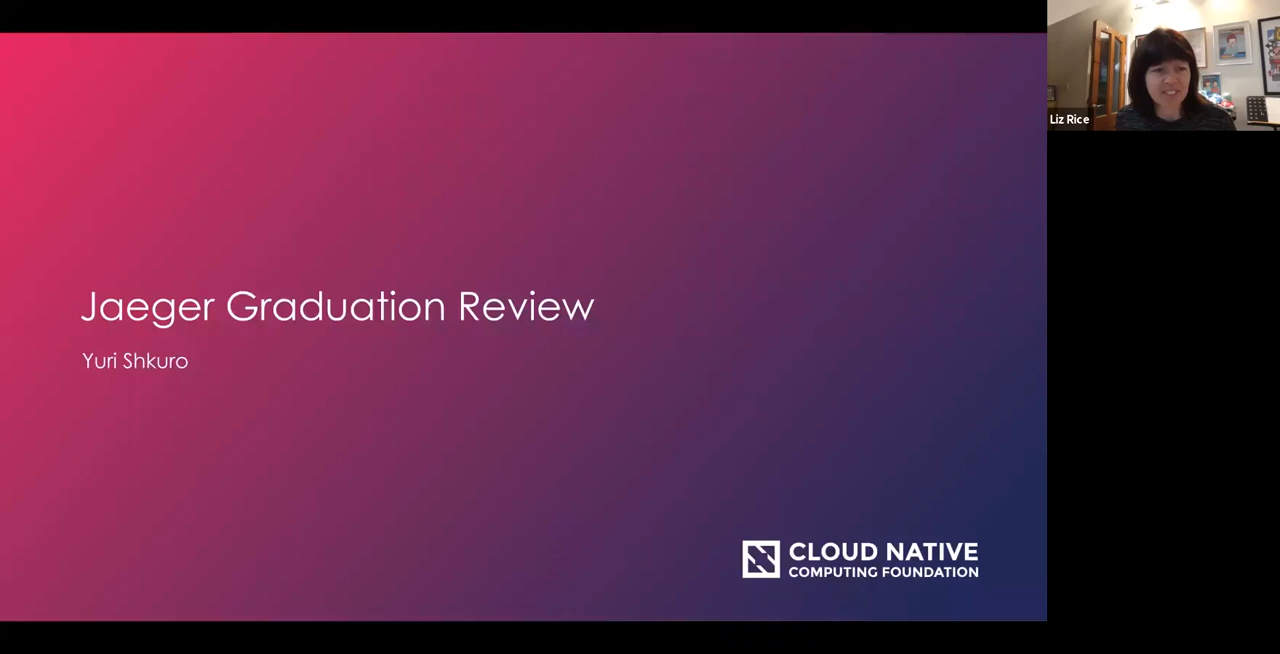 Jaeger Graduation Review
Yuri Shkuro
CLOUD NATIVE
COMPUTING FOUNDATION
Liz Rice